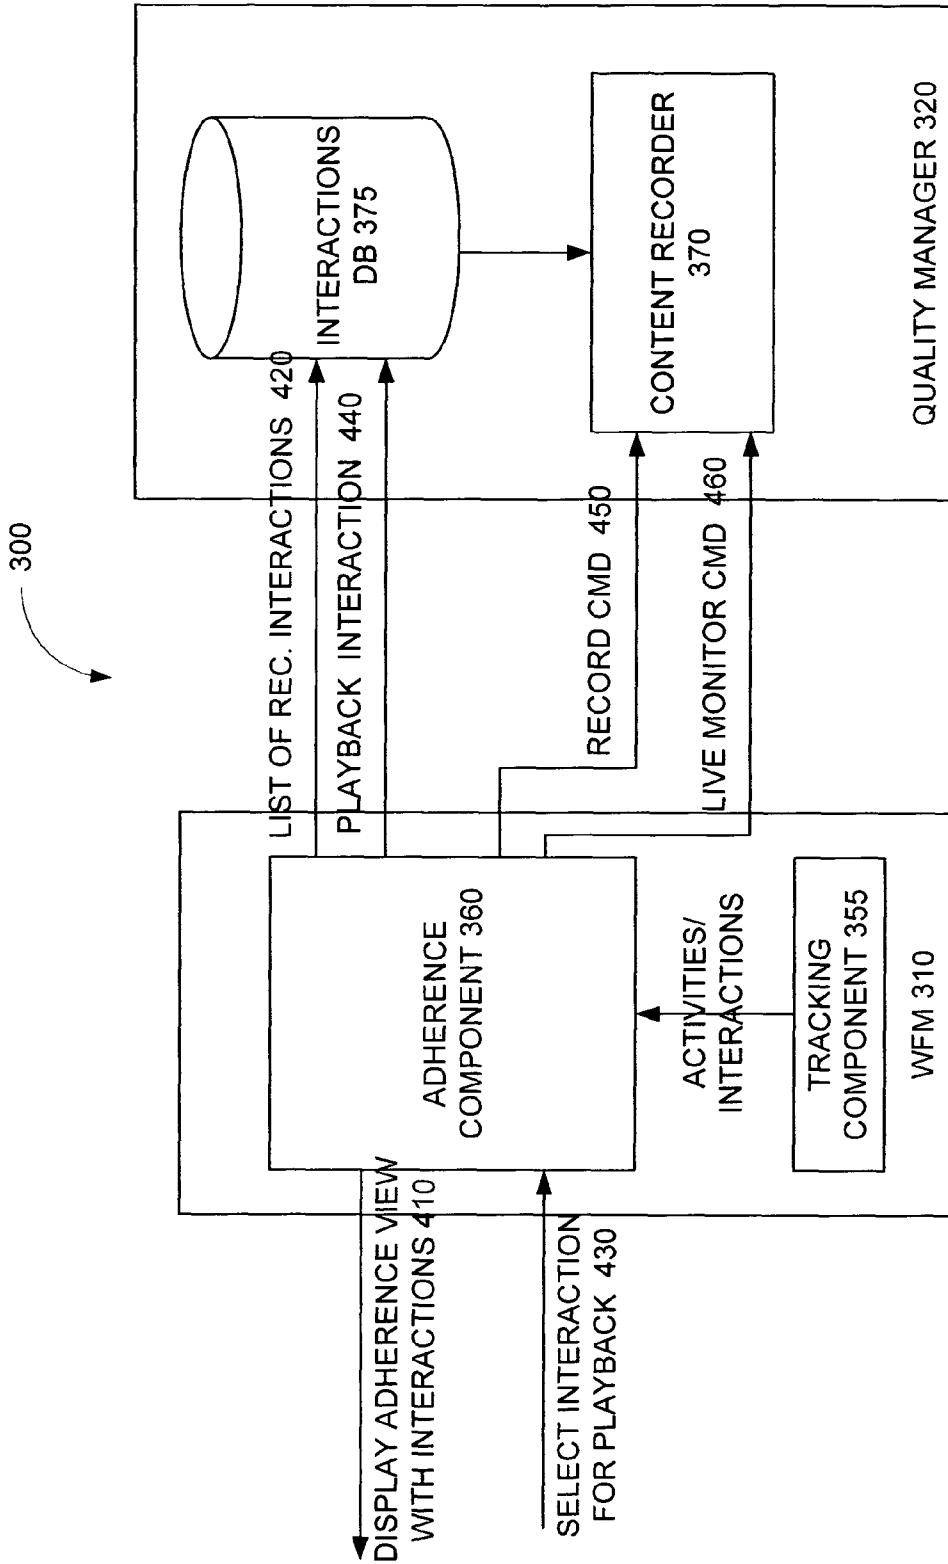 300
DISPLAY ADHERENCE VIEW
WITH INTERACTIONS 410
SELECT INTERACTION
FOR PLAYBACK 430
ADHERENCE
COMPONENT 360
ACTIVITIES/
INTERACTIONS
TRACKING
COMPONENT 355
WFM 310
LIST OF REC. INTERACTIONS 420
PLAYBACK INTERACTION 440
RECORD CMD 450
LIVE MONITOR CMD 460
INTERACTIONS
DB 375
CONTENT RECORDER
370
QUALITY MANAGER 320